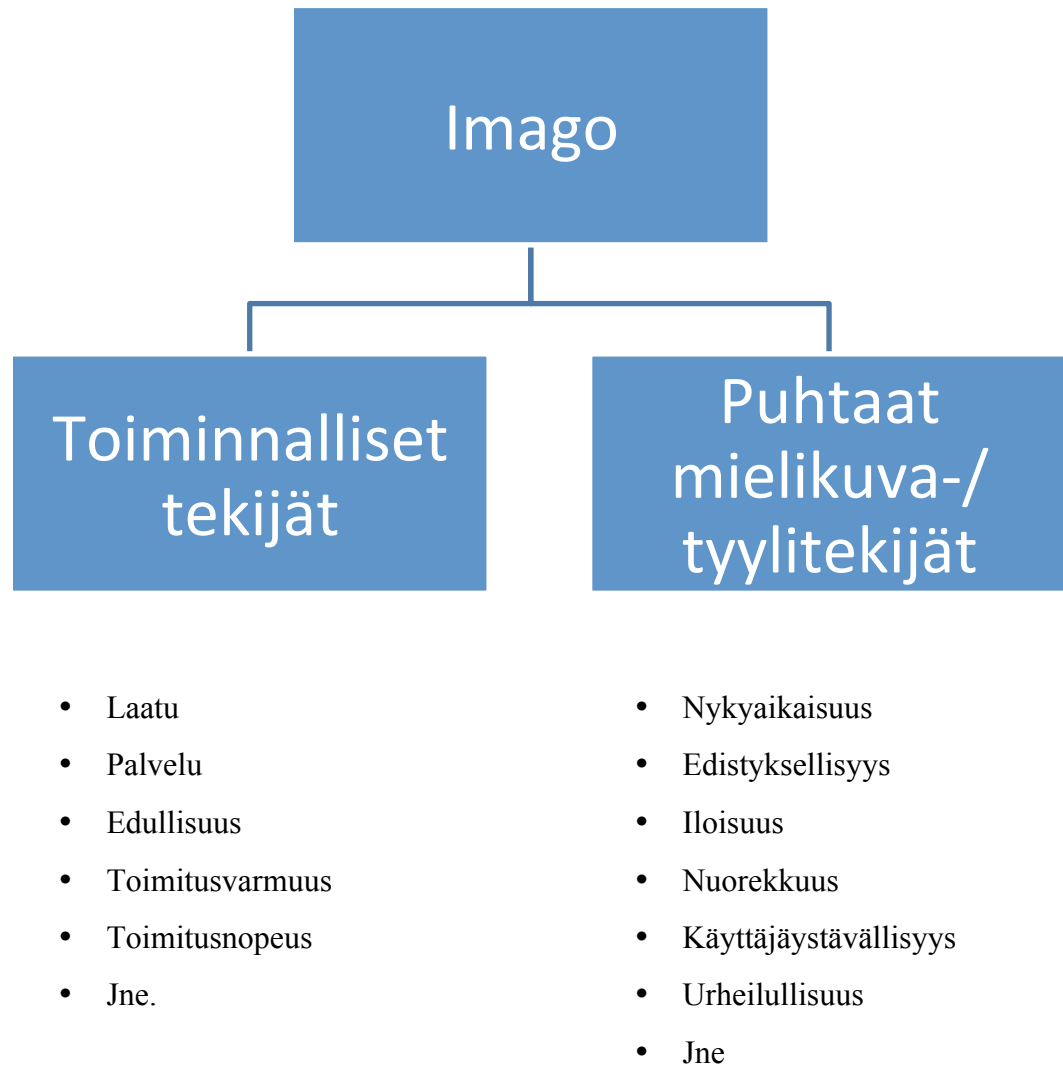 Imago
Toiminnalliset
tekijät
Puhtaat
mielikuva-/
tyylitekijät
• Laatu
• Palvelu
• Edullisuus
• Toimitusvarmuus
• Toimitusnopeus
• Jne.
• Nykyaikaisuus
• Edistyksellisyys
• Iloisuus
• Nuorekkuus
• Käyttäjäystävällisyys
• Urheilullisuus
• Jne